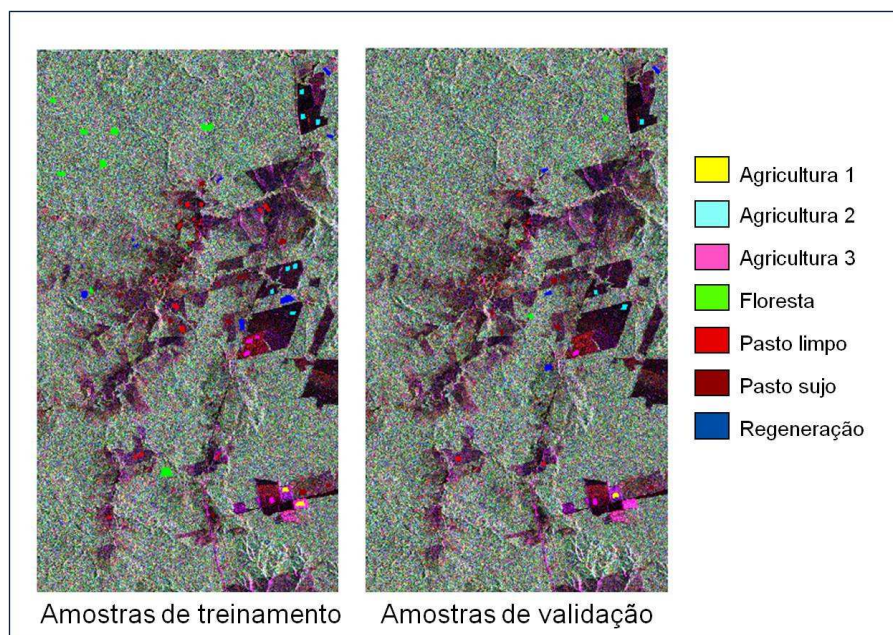 Agricultura 1
Agricultura 2
Agricultura 3
Floresta
Pasto limpo
Pasto sujo
Regeneração
Amostras de treinamento
Amostras de validação